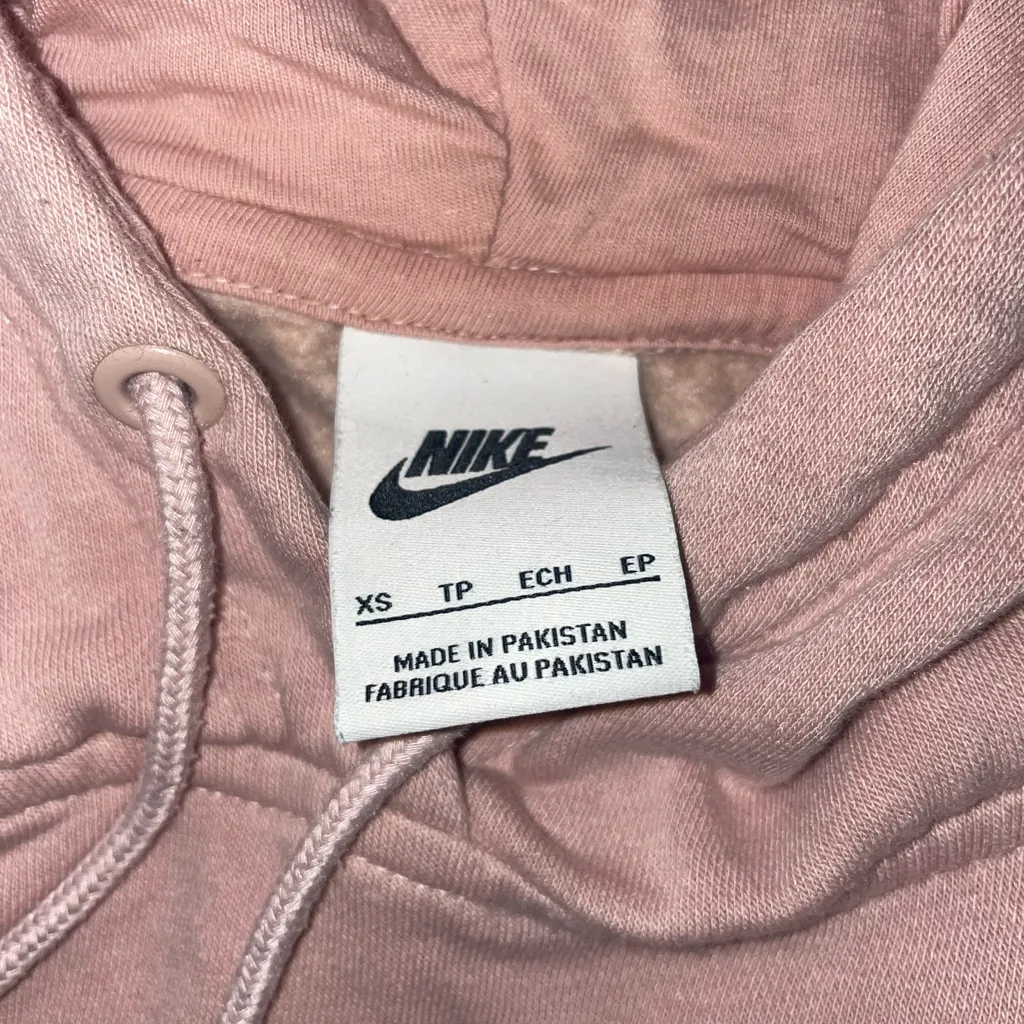 NIKE
XS TP ECH EP
MADE IN PAKISTAN
FABRIQUE AU PAKISTAN